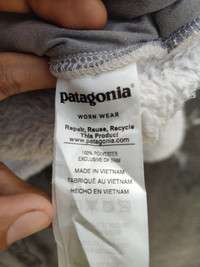 patagonia
WORN WEAR
Repair, Reuse, Recycle
This Product
www.patagonia.com
100% POLYESTER
EXCLUSIVE OF TRIM
MADE IN VIETNAM
FABRIQUÉ AU VIETNAM
HECHO EN VIETNAM